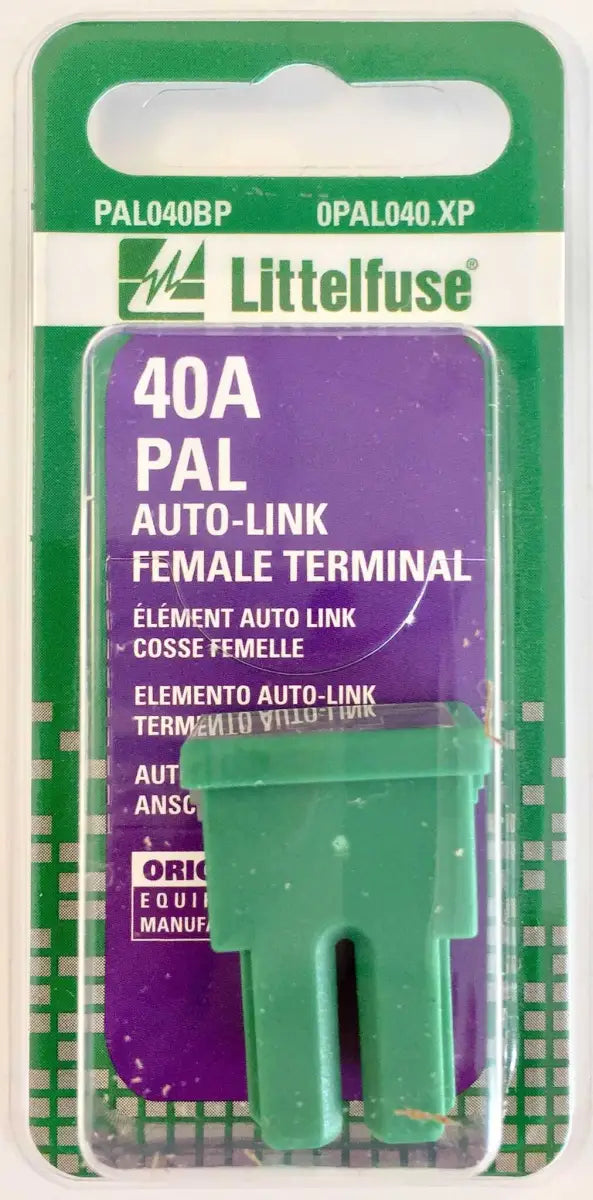 PAL040BP 0PAL040.XP
Littelfuse®
40A
PAL
AUTO-LINK
FEMALE TERMINAL
ÉLÉMENT AUTO LINK
COSSE FEMELLE
ELEMENTO AUTO-LINK